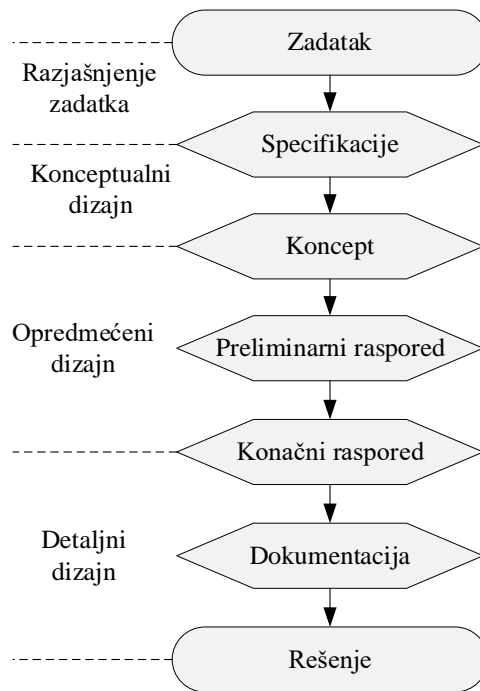 Zadatak
Razjašnjenje
zadatka
Specifikacije
Konceptualni
dizajn
Koncept
Opredmećeni
dizajn
Preliminarni raspored
Konačni raspored
Detaljni
dizajn
Dokumentacija
Rešenje